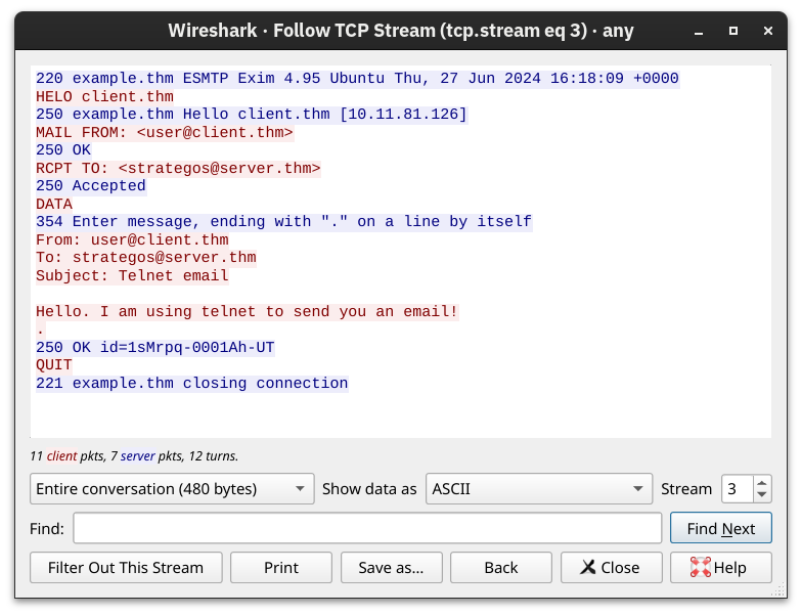 Wireshark · Follow TCP Stream (tcp.stream eq 3) · any
220 example.thm ESMTP Exim 4.95 Ubuntu Thu, 27 Jun 2024 16:18:09 +0000
HELO client.thm
250 example.thm Hello client.thm [10.11.81.126]
MAIL FROM: <user@client.thm>
250 OK
RCPT TO: <strategos@server.thm>
250 Accepted
DATA
354 Enter message, ending with "." on a line by itself
From: user@client.thm
To: strategos@server.thm
Subject: Telnet email

Hello. I am using telnet to send you an email!
.
250 OK id=1sMrpq-0001Ah-UT
QUIT
221 example.thm closing connection
11 client pkts, 7 server pkts, 12 turns.
Entire conversation (480 bytes) Show data as ASCII Stream 3
Find: Find Next
Filter Out This Stream Print Save as... Back Close Help